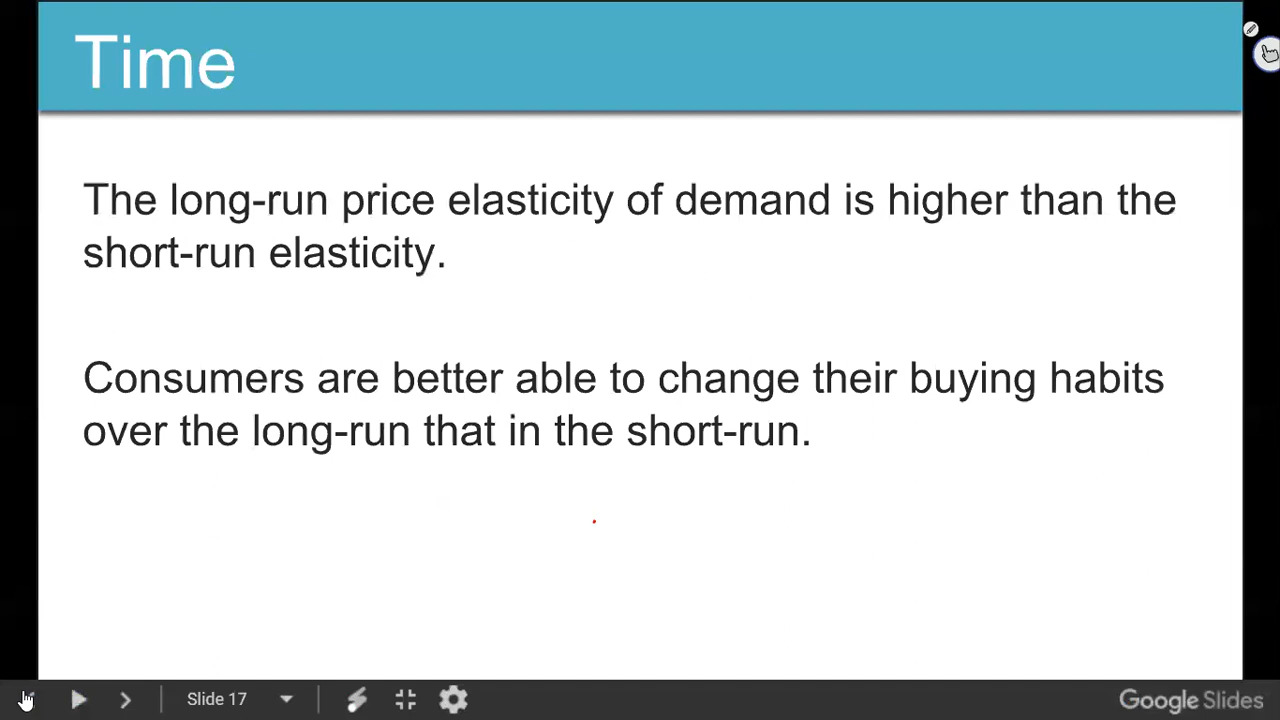 Time
The long-run price elasticity of demand is higher than the
short-run elasticity.
Consumers are better able to change their buying habits
over the long-run that in the short-run.
Slide 17
Google Slides